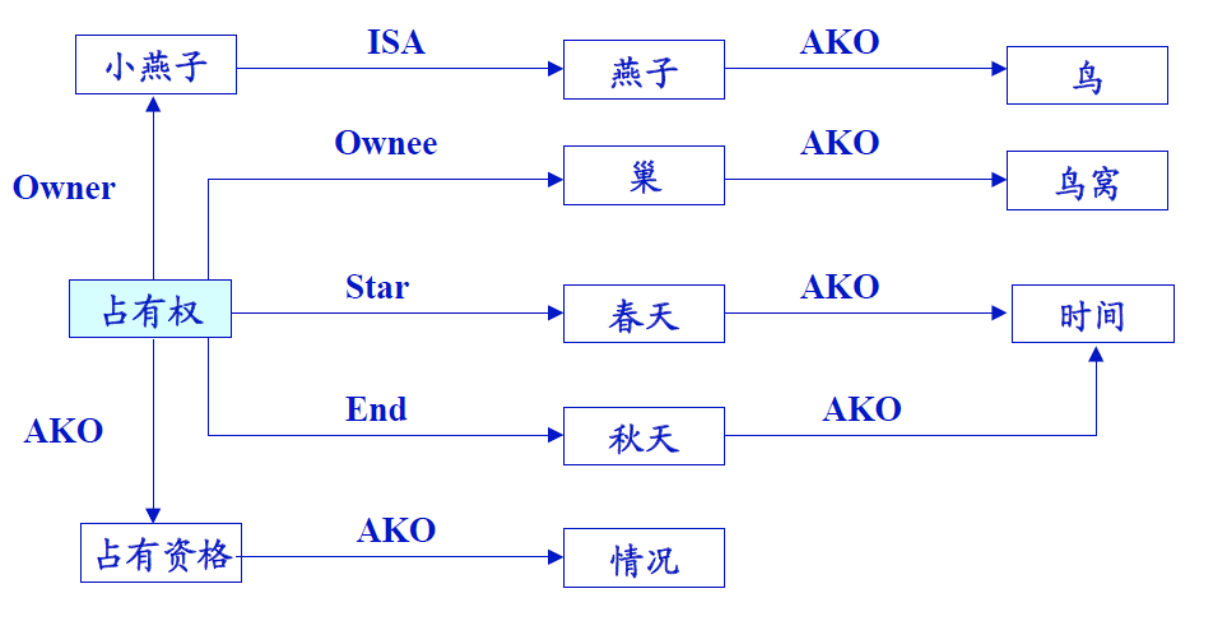 ISA
AKO
小燕子
燕子
鸟
Ownee
AKO
Owner
巢
鸟窝
Star
AKO
占有权
春天
时间
End
AKO
AKO
秋天
AKO
占有资格
情况